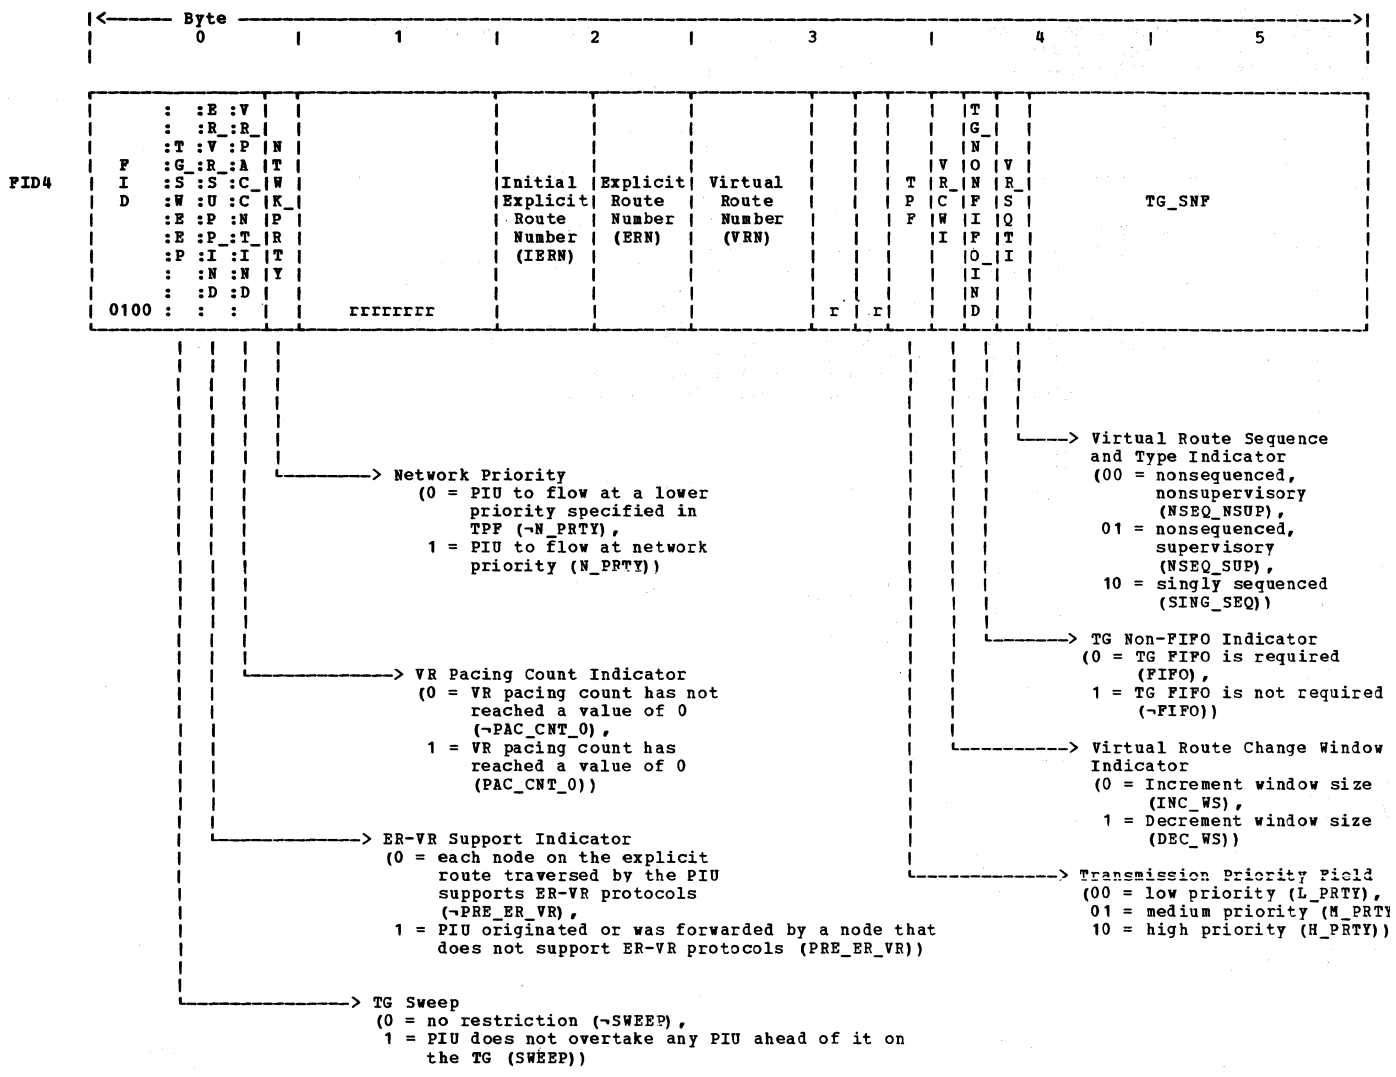 Byte
0 1 2 3 4 5
FID4
FID
0100
TG_SWEEP
ER_VR_SUPP_IND
VR_PAC_CNT_IND
NTWK_PRTY
rrrrrrrr
Initial
Explicit
Route
Number
(IERN)
Explicit
Route
Number
(ERN)
Virtual
Route
Number
(VRN)
r
r
TPF
VR_CWI
TG_NONFIFO_IND
VR_SQTI
TG_SNF
Virtual Route Sequence
and Type Indicator
(00 = nonsequenced,
nonsupervisory
(NSEQ_NSUP),
01 = nonsequenced,
supervisory
(NSEQ_SUP),
10 = singly sequenced
(SING_SEQ))
Network Priority
(0 = PIU to flow at a lower
priority specified in
TPF (¬N_PRTY),
1 = PIU to flow at network
priority (N_PRTY))
TG Non-FIFO Indicator
(0 = TG FIFO is required
(FIFO),
1 = TG FIFO is not required
(¬FIFO))
VR Pacing Count Indicator
(0 = VR pacing count has not
reached a value of 0
(¬PAC_CNT_0),
1 = VR pacing count has
reached a value of 0
(PAC_CNT_0))
Virtual Route Change Window
Indicator
(0 = Increment window size
(INC_WS),
1 = Decrement window size
(DEC_WS))
ER-VR Support Indicator
(0 = each node on the explicit
route traversed by the PIU
supports ER-VR protocols
(¬PRE_ER_VR),
1 = PIU originated or was forwarded by a node that
does not support ER-VR protocols (PRE_ER_VR))
Transmission Priority Field
(00 = low priority (L_PRTY),
01 = medium priority (M_PRTY
10 = high priority (H_PRTY))
TG Sweep
(0 = no restriction (¬SWEEP),
1 = PIU does not overtake any PIU ahead of it on
the TG (SWEEP))